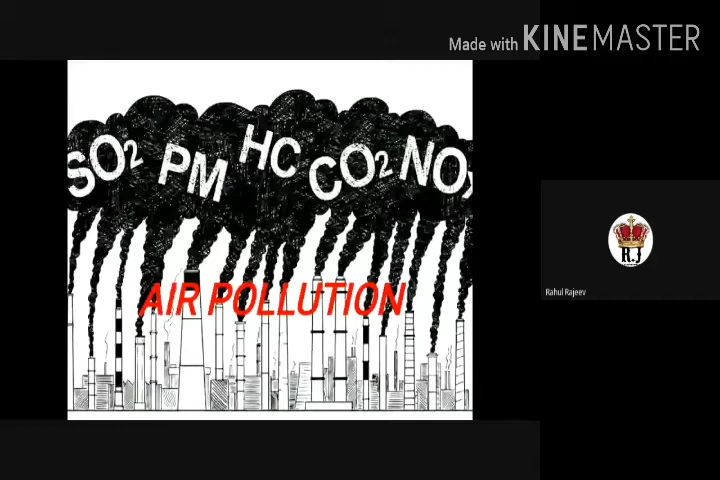 Made with KINEMASTER
SO2 PM HC CO2 NOx
AIR POLLUTION
R.J
Rahul Rajeev